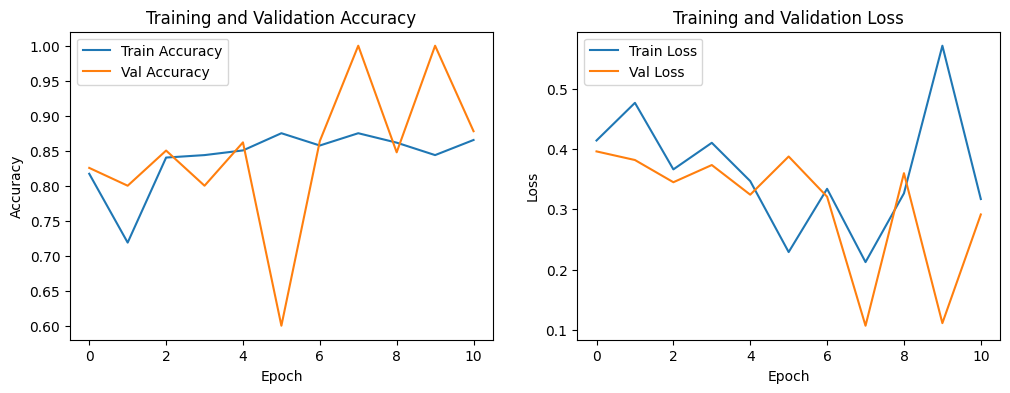 Training and Validation Accuracy
Train Accuracy
Val Accuracy
1.00
0.95
0.90
0.85
0.80
0.75
0.70
0.65
0.60
Accuracy
0 2 4 6 8 10
Epoch
Training and Validation Loss
Train Loss
Val Loss
0.5
0.4
0.3
0.2
0.1
Loss
0 2 4 6 8 10
Epoch